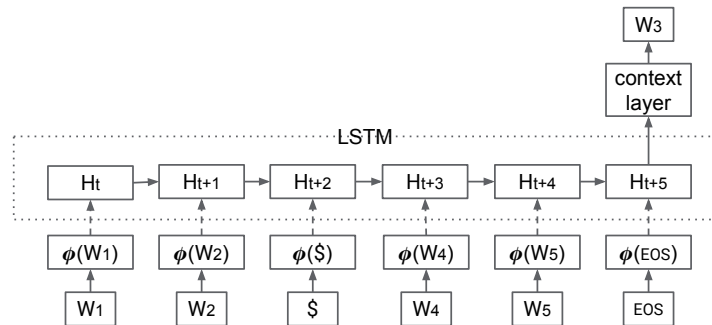 W3
context
layer
LSTM
Ht Ht+1 Ht+2 Ht+3 Ht+4 Ht+5
ϕ(W1) ϕ(W2) ϕ($) ϕ(W4) ϕ(W5) ϕ(EOS)
W1 W2 $ W4 W5 EOS